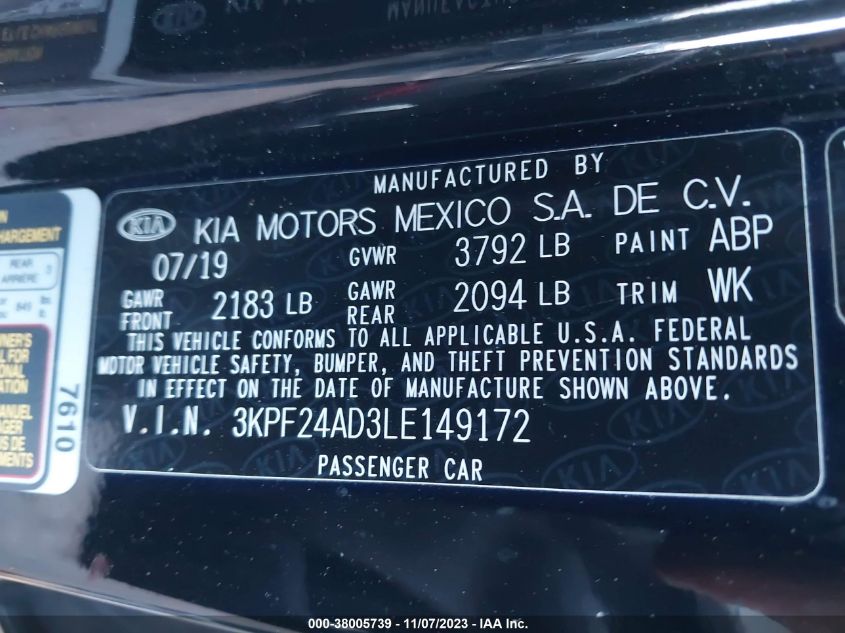 MANUFACTURED BY
KIA KIA MOTORS MEXICO S.A. DE C.V.
07/19 GVWR 3792 LB PAINT ABP
GAWR FRONT 2183 LB GAWR REAR 2094 LB TRIM WK
THIS VEHICLE CONFORMS TO ALL APPLICABLE U.S.A. FEDERAL
MOTOR VEHICLE SAFETY, BUMPER, AND THEFT PREVENTION STANDARDS
IN EFFECT ON THE DATE OF MANUFACTURE SHOWN ABOVE.
V.I.N. 3KPF24AD3LE149172
PASSENGER CAR
REAR
ARRIERE
7610
000-38005739 - 11/07/2023 - IAA Inc.